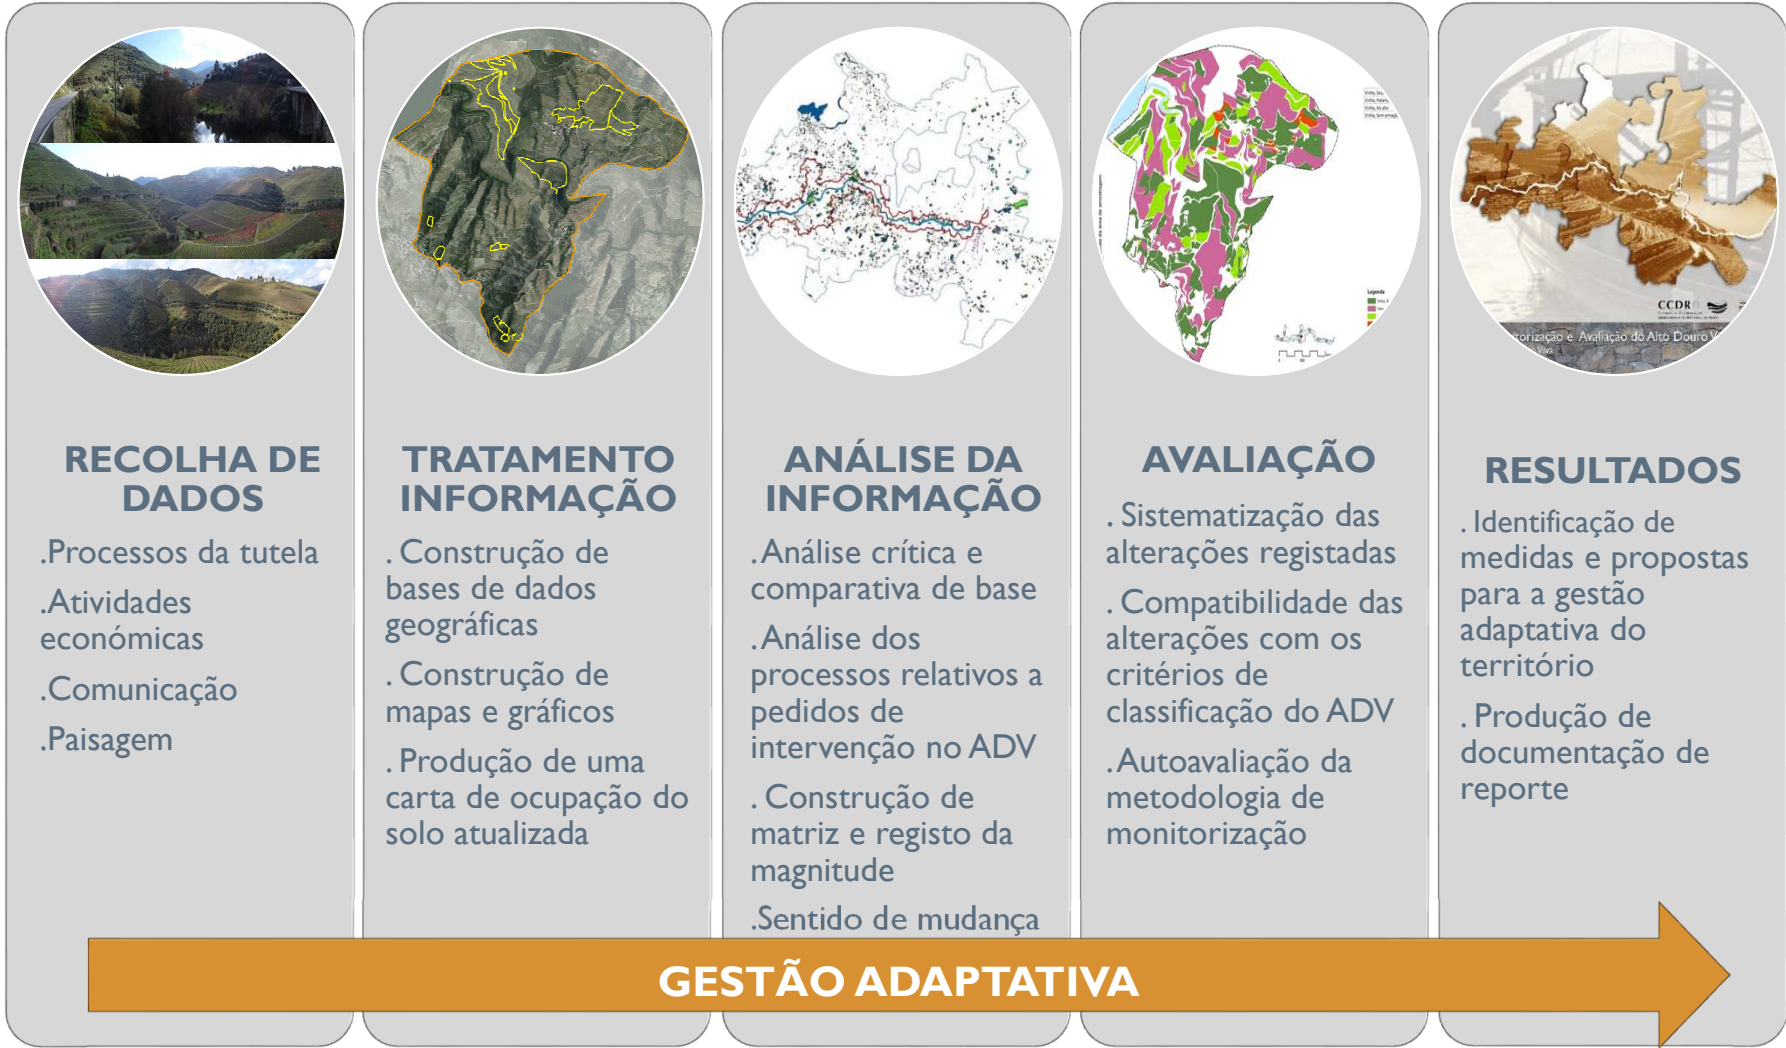 RECOLHA DE
DADOS
.Processos da tutela
.Atividades
económicas
.Comunicação
.Paisagem
TRATAMENTO
INFORMAÇÃO
. Construção de
bases de dados
geográficas
. Construção de
mapas e gráficos
. Produção de uma
carta de ocupação do
solo atualizada
ANÁLISE DA
INFORMAÇÃO
. Análise crítica e
comparativa de base
. Análise dos
processos relativos a
pedidos de
intervenção no ADV
. Construção de
matriz e registo da
magnitude
.Sentido de mudança
Legenda
AVALIAÇÃO
. Sistematização das
alterações registadas
. Compatibilidade das
alterações com os
critérios de
classificação do ADV
. Autoavaliação da
metodologia de
monitorização
CCDR
torização e Avaliação do Alto Douro V
Viva
RESULTADOS
. Identificação de
medidas e propostas
para a gestão
adaptativa do
território
. Produção de
documentação de
reporte
GESTÃO ADAPTATIVA